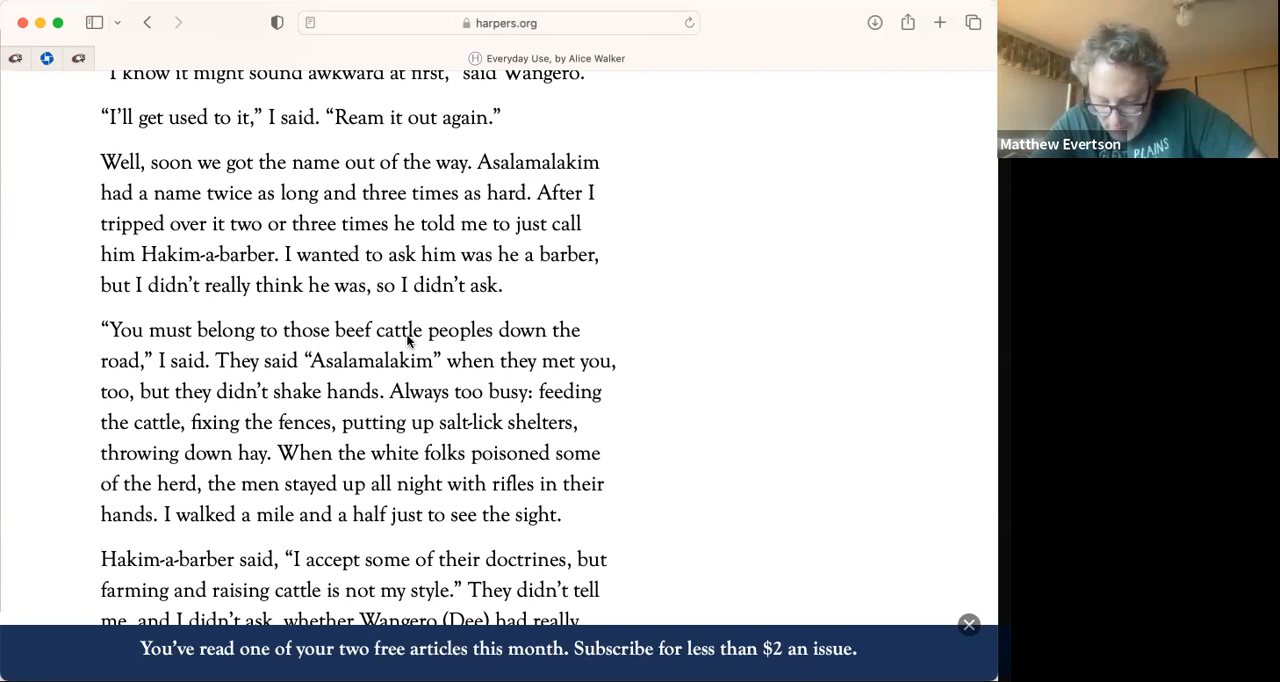 harpers.org
Everyday Use, by Alice Walker
“I know it might sound awkward at first,” said Wangero.
“I’ll get used to it,” I said. “Ream it out again.”
Well, soon we got the name out of the way. Asalamalakim
had a name twice as long and three times as hard. After I
tripped over it two or three times he told me to just call
him Hakim-a-barber. I wanted to ask him was he a barber,
but I didn’t really think he was, so I didn’t ask.
“You must belong to those beef cattle peoples down the
road,” I said. They said “Asalamalakim” when they met you,
too, but they didn’t shake hands. Always too busy: feeding
the cattle, fixing the fences, putting up salt-lick shelters,
throwing down hay. When the white folks poisoned some
of the herd, the men stayed up all night with rifles in their
hands. I walked a mile and a half just to see the sight.
Hakim-a-barber said, “I accept some of their doctrines, but
farming and raising cattle is not my style.” They didn’t tell
me, and I didn’t ask, whether Wangero (Dee) had really
You’ve read one of your two free articles this month. Subscribe for less than $2 an issue.
Matthew Evertson
PLAINS